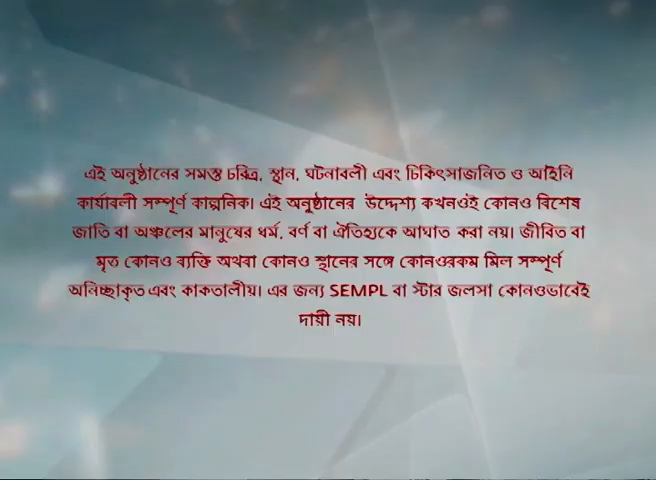 এই অনুষ্ঠানের সমস্ত চরিত্র, স্থান, ঘটনাবলী এবং চিকিৎসাজনিত ও আইনি
কার্যাবলী সম্পূর্ণ কাল্পনিক। এই অনুষ্ঠানের উদ্দেশ্য কখনওই কোনও বিশেষ
জাতি বা অঞ্চলের মানুষের ধর্ম, বর্ণ বা ঐতিহ্যকে আঘাত করা নয়। জীবিত বা
মৃত কোনও ব্যক্তি অথবা কোনও স্থানের সঙ্গে কোনওরকম মিল সম্পূর্ণ
অনিচ্ছাকৃত এবং কাকতালীয়। এর জন্য SEMPL বা স্টার জলসা কোনওভাবেই
দায়ী নয়।